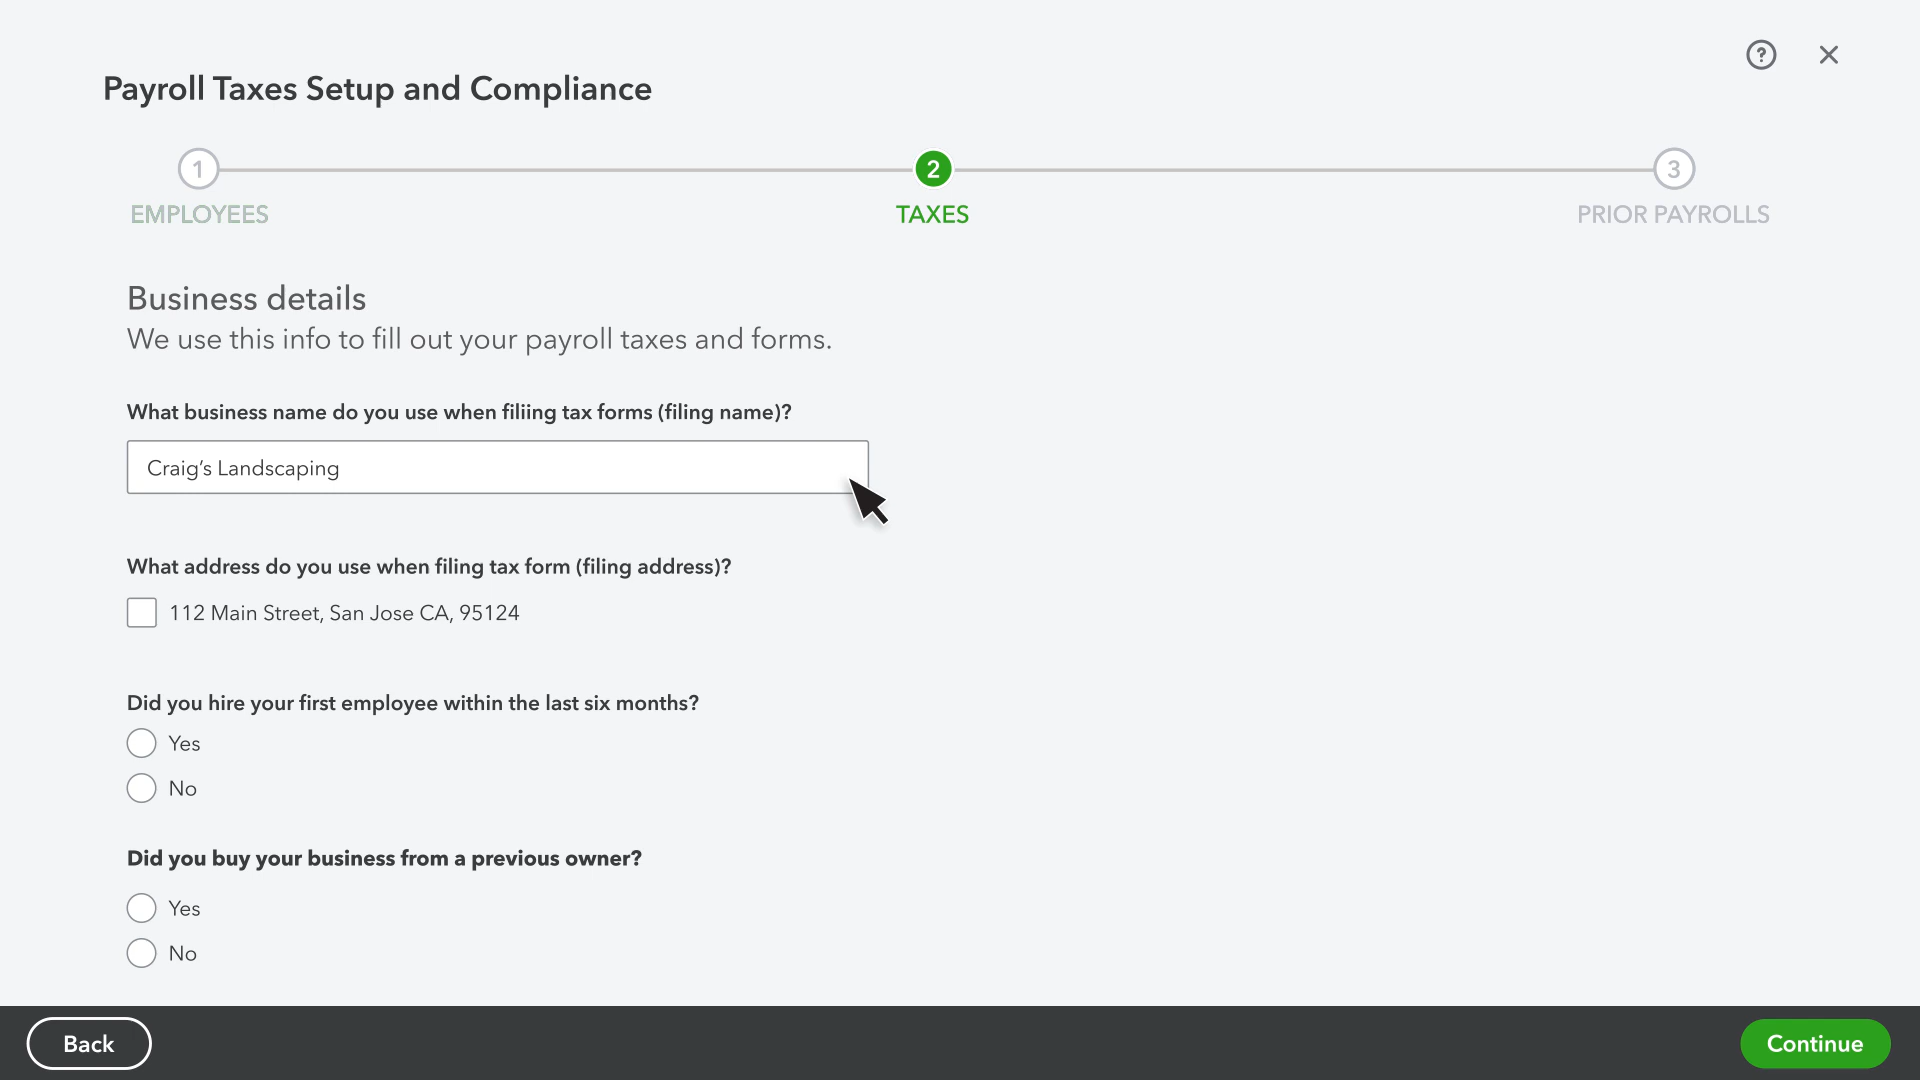 Payroll Taxes Setup and Compliance
1
2
3
EMPLOYEES
TAXES
PRIOR PAYROLLS
Business details
We use this info to fill out your payroll taxes and forms.
What business name do you use when filiing tax forms (filing name)?
Craig’s Landscaping
What address do you use when filing tax form (filing address)?
112 Main Street, San Jose CA, 95124
Did you hire your first employee within the last six months?
Yes
No
Did you buy your business from a previous owner?
Yes
No
Back
Continue